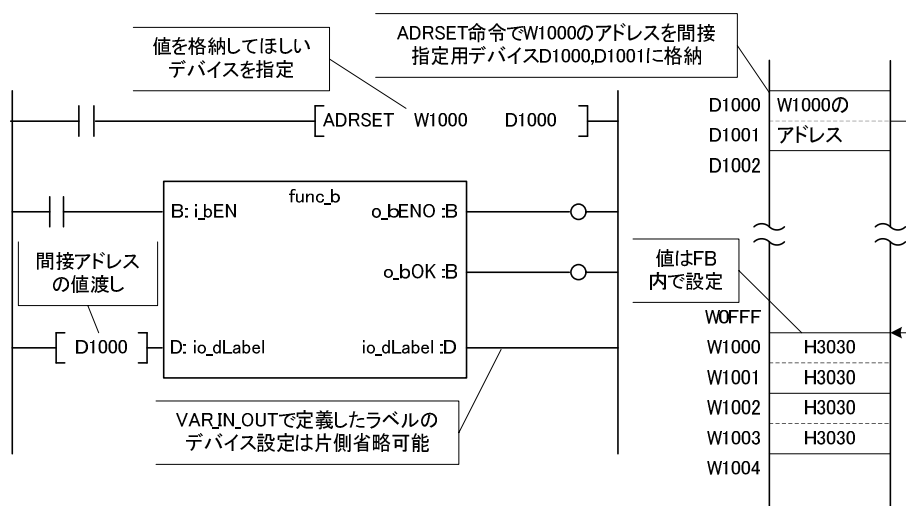 値を格納してほしい
デバイスを指定
ADRSET命令でW1000のアドレスを間接
指定用デバイスD1000,D1001に格納
ADRSET W1000 D1000
D1000 W1000の
D1001 アドレス
D1002
func_b
B: i_bEN
o_bENO :B
間接アドレス
の値渡し
o_bOK :B
値はFB
内で設定
D1000
D: io_dLabel
io_dLabel :D
W0FFF
W1000 H3030
W1001 H3030
W1002 H3030
W1003 H3030
W1004
VAR_IN_OUTで定義したラベルの
デバイス設定は片側省略可能